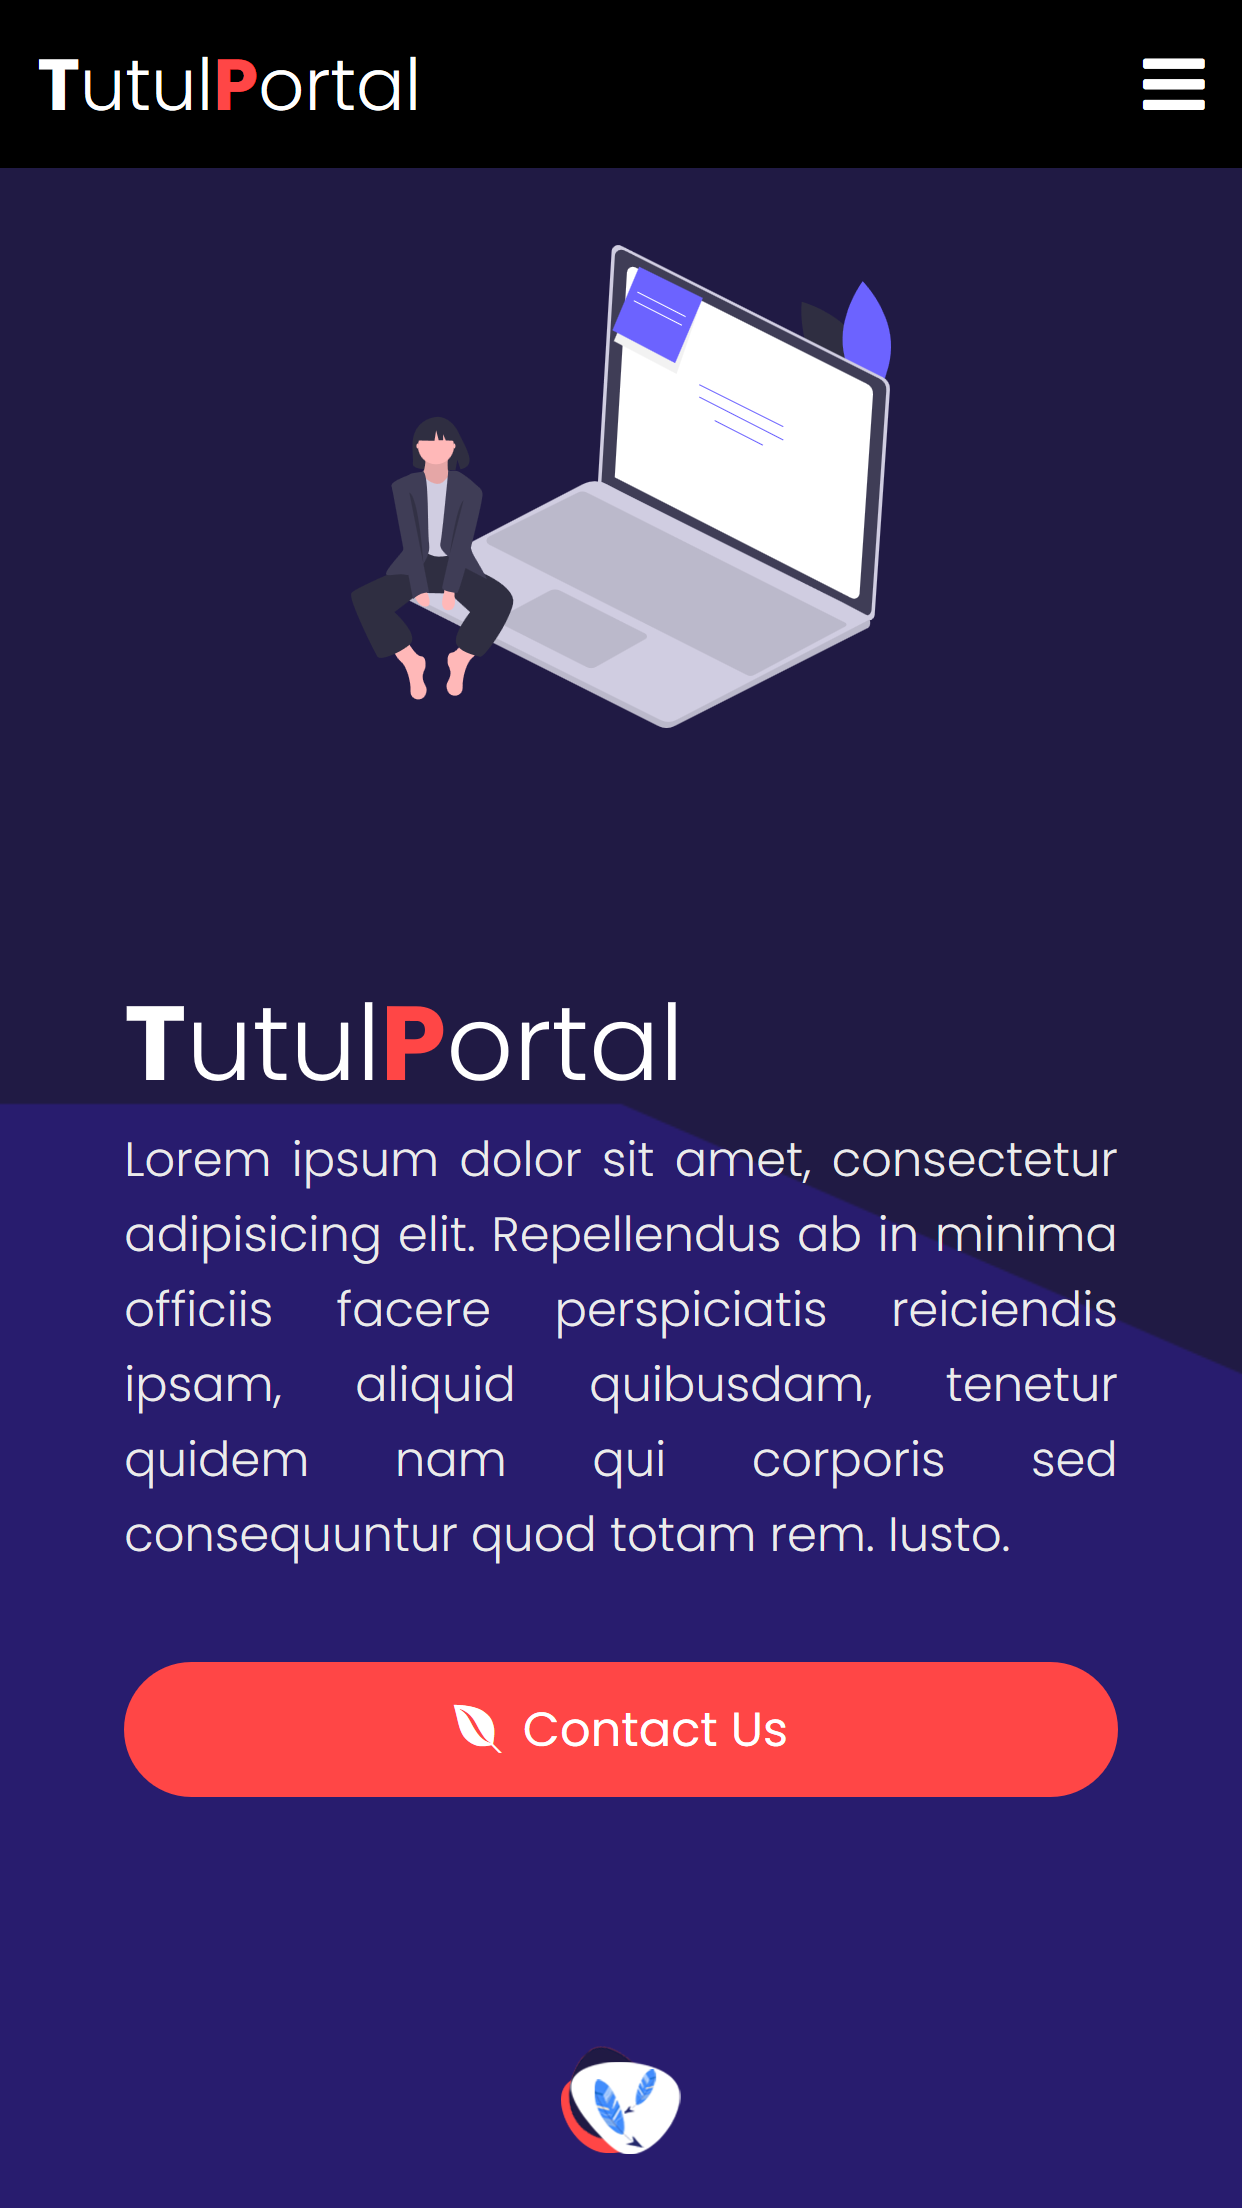 TutulPortal
TutulPortal
Lorem ipsum dolor sit amet, consectetur
adipisicing elit. Repellendus ab in minima
officiis facere perspiciatis reiciendis
ipsam, aliquid quibusdam, tenetur
quidem nam qui corporis sed
consequuntur quod totam rem. Iusto.
Contact Us